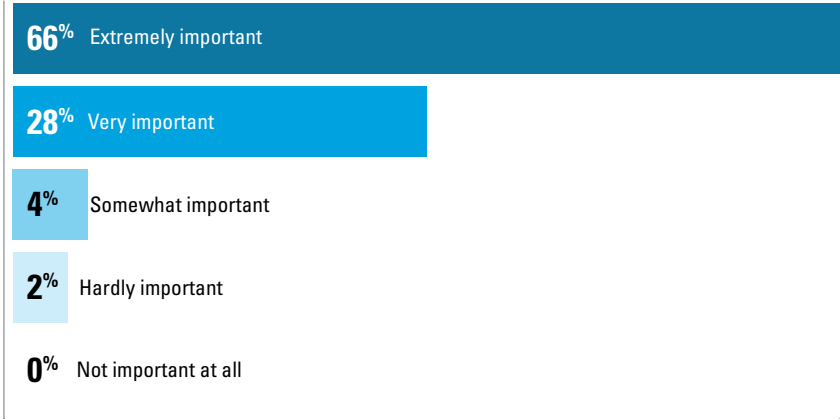 66% Extremely important
28% Very important
4% Somewhat important
2% Hardly important
0% Not important at all